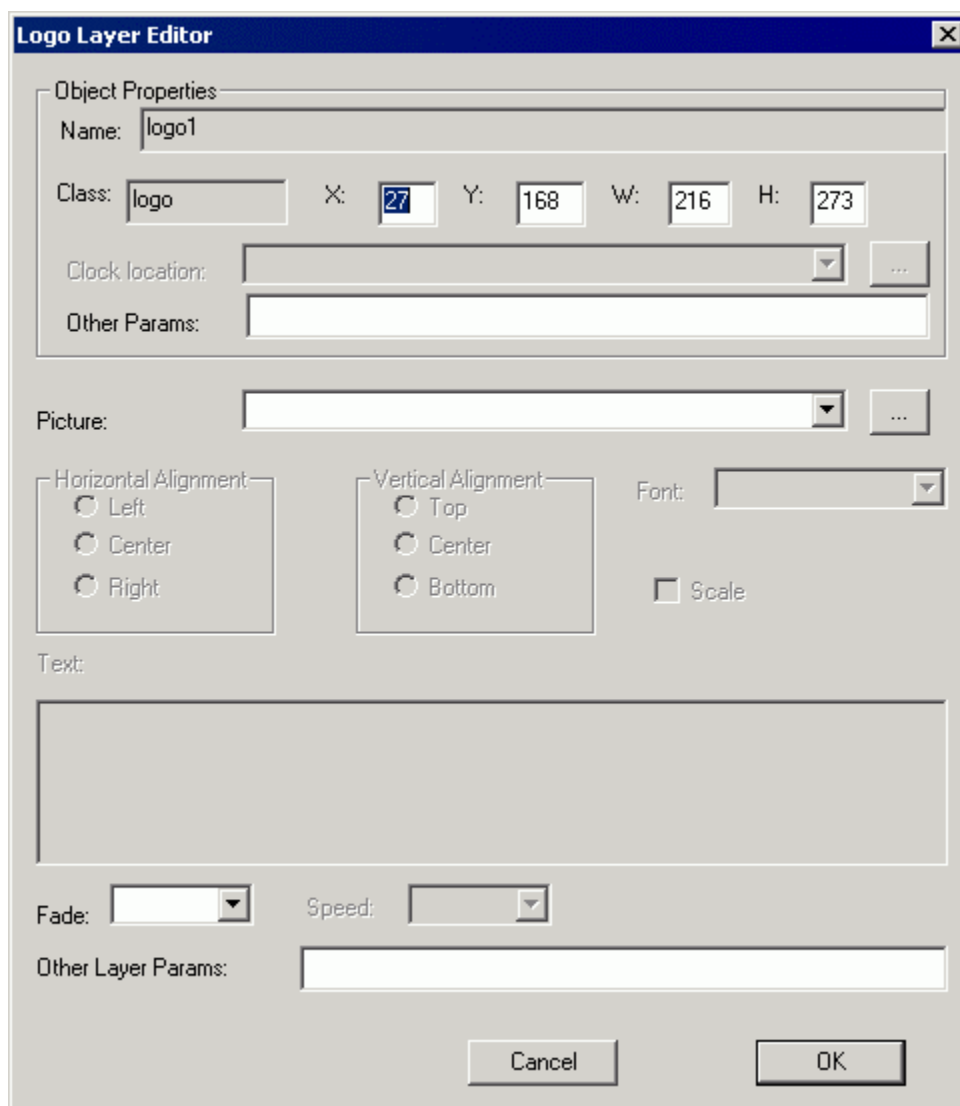 Logo Layer Editor
Object Properties
Name: logo1
Class: logo X: 27 Y: 168 W: 216 H: 273
Clock location: ...
Other Params:
Picture: ...
Horizontal Alignment Vertical Alignment Font:
Left Top
Center Center
Right Bottom Scale
Text:
Fade: Speed:
Other Layer Params:
Cancel OK